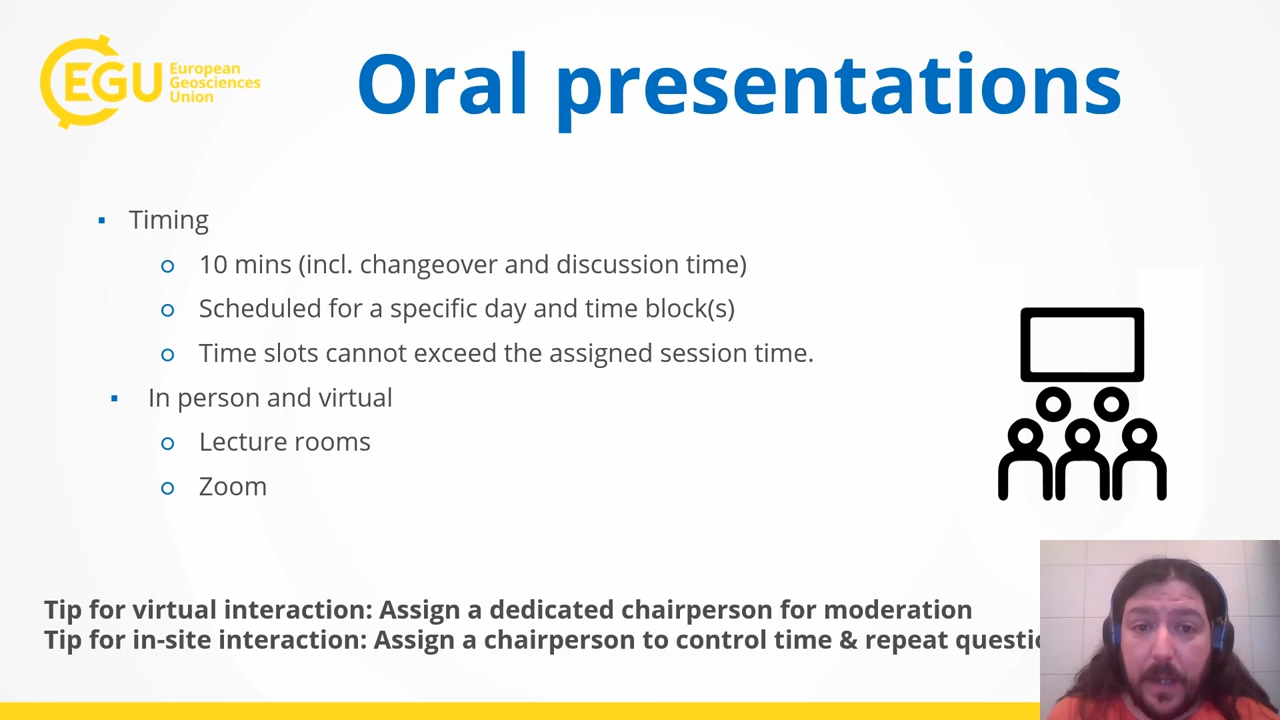 EGU
European
Geosciences
Union
Oral presentations
Timing
10 mins (incl. changeover and discussion time)
Scheduled for a specific day and time block(s)
Time slots cannot exceed the assigned session time.
In person and virtual
Lecture rooms
Zoom
Tip for virtual interaction: Assign a dedicated chairperson for moderation
Tip for in-site interaction: Assign a chairperson to control time & repeat